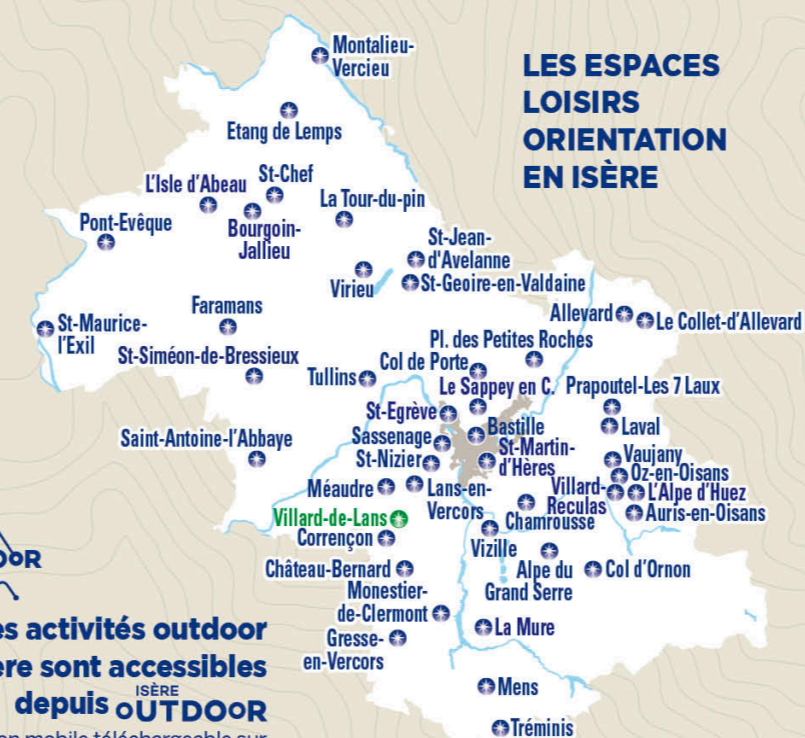 LES ESPACES
LOISIRS
ORIENTATION
EN ISÈRE
Montalieu-
Vercieu
Etang de Lemps
St-Chef
L'Isle d'Abeau
La Tour-du-pin
Bourgoin-
Jallieu
Pont-Evêque
St-Jean-
d'Avelanne
Virieu
St-Geoire-en-Valdaine
Faramans
St-Maurice-
l'Exil
Allevard
Le Collet-d'Allevard
St-Siméon-de-Bressieux
Pl. des Petites Roches
Col de Porte
Tullins
Le Sappey en C.
Prapoutel-Les 7 Laux
St-Egrève
Bastille
Laval
Saint-Antoine-l'Abbaye
Sassenage
St-Martin-
d'Hères
St-Nizier
Vaujany
Oz-en-Oisans
Méaudre
Lans-en-
Vercors
Villard-
Reculas
L'Alpe d'Huez
Auris-en-Oisans
Chamrousse
Villard-de-Lans
Corrençon
Vizille
Château-Bernard
Alpe du
Grand Serre
Col d'Ornon
Monestier-
de-Clermont
La Mure
Gresse-
en-Vercors
Mens
Tréminis
es activités outdoor
ère sont accessibles
depuis ISÈRE OUTDOOR
on mobile téléchargeable sur